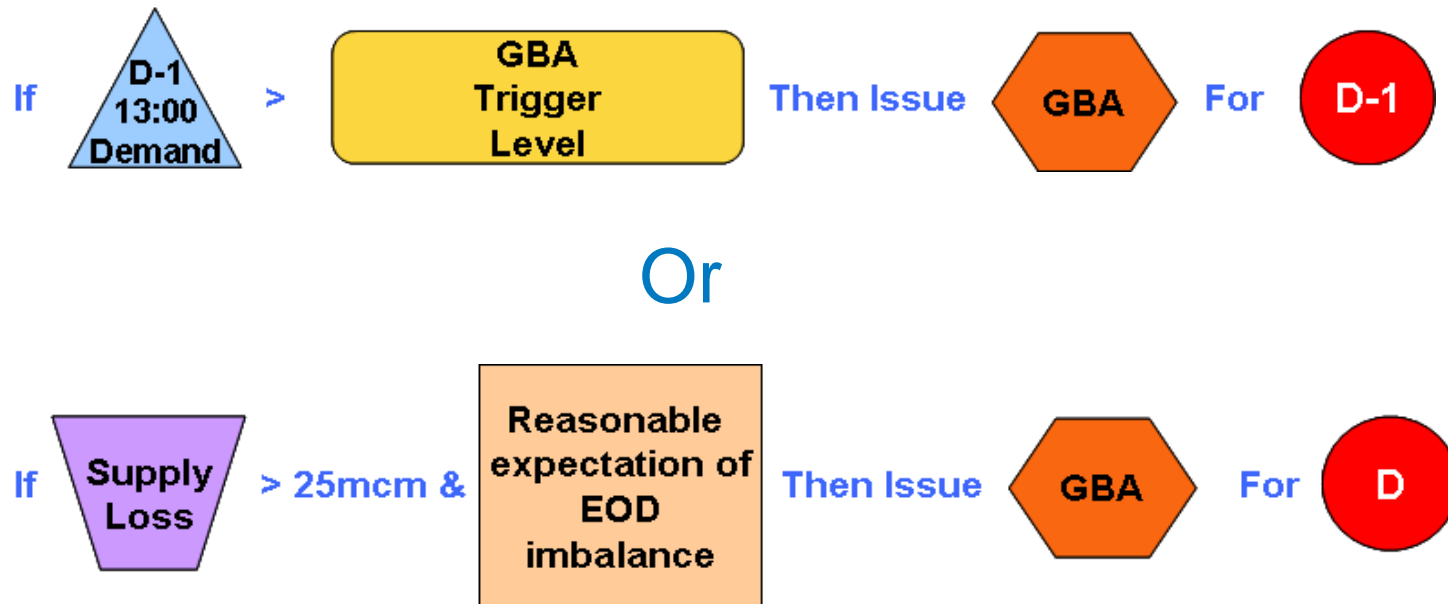 If D-1 13:00 Demand > GBA Trigger Level Then Issue GBA For D-1
Or
If Supply Loss > 25mcm & Reasonable expectation of EOD imbalance Then Issue GBA For D